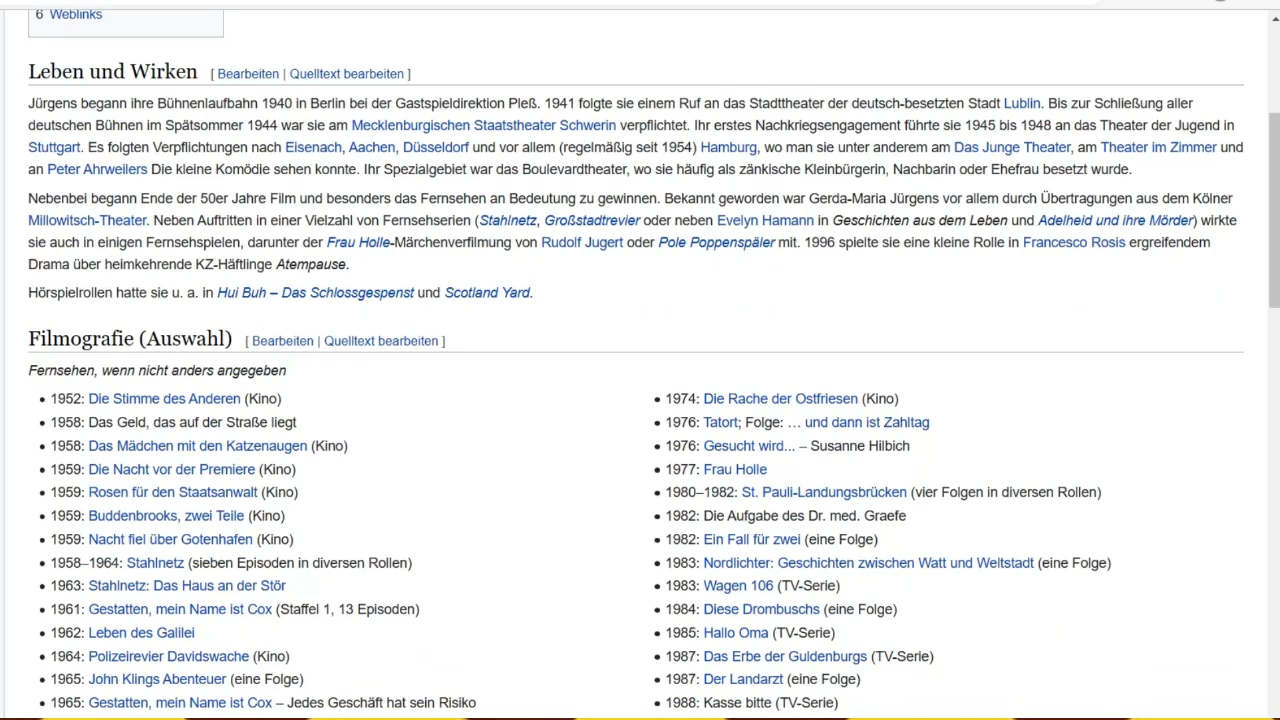 6 Weblinks
Leben und Wirken [ Bearbeiten | Quelltext bearbeiten ]
Jürgens begann ihre Bühnenlaufbahn 1940 in Berlin bei der Gastspieldirektion Pleß. 1941 folgte sie einem Ruf an das Stadttheater der deutsch-besetzten Stadt Lublin. Bis zur Schließung aller
deutschen Bühnen im Spätsommer 1944 war sie am Mecklenburgischen Staatstheater Schwerin verpflichtet. Ihr erstes Nachkriegsengagement führte sie 1945 bis 1948 an das Theater der Jugend in
Stuttgart. Es folgten Verpflichtungen nach Eisenach, Aachen, Düsseldorf und vor allem (regelmäßig seit 1954) Hamburg, wo man sie unter anderem am Das Junge Theater, am Theater im Zimmer und
an Peter Ahrweilers Die kleine Komödie sehen konnte. Ihr Spezialgebiet war das Boulevardtheater, wo sie häufig als zänkische Kleinbürgerin, Nachbarin oder Ehefrau besetzt wurde.
Nebenbei begann Ende der 50er Jahre Film und besonders das Fernsehen an Bedeutung zu gewinnen. Bekannt geworden war Gerda-Maria Jürgens vor allem durch Übertragungen aus dem Kölner
Millowitsch-Theater. Neben Auftritten in einer Vielzahl von Fernsehserien (Stahlnetz, Großstadtrevier oder neben Evelyn Hamann in Geschichten aus dem Leben und Adelheid und ihre Mörder) wirkte
sie auch in einigen Fernsehspielen, darunter der Frau Holle-Märchenverfilmung von Rudolf Jugert oder Pole Poppenspäler mit. 1996 spielte sie eine kleine Rolle in Francesco Rosis ergreifendem
Drama über heimkehrende KZ-Häftlinge Atempause.
Hörspielrollen hatte sie u. a. in Hui Buh – Das Schlossgespenst und Scotland Yard.
Filmografie (Auswahl) [ Bearbeiten | Quelltext bearbeiten ]
Fernsehen, wenn nicht anders angegeben
• 1952: Die Stimme des Anderen (Kino)
• 1958: Das Geld, das auf der Straße liegt
• 1958: Das Mädchen mit den Katzenaugen (Kino)
• 1959: Die Nacht vor der Premiere (Kino)
• 1959: Rosen für den Staatsanwalt (Kino)
• 1959: Buddenbrooks, zwei Teile (Kino)
• 1959: Nacht fiel über Gotenhafen (Kino)
• 1958–1964: Stahlnetz (sieben Episoden in diversen Rollen)
• 1963: Stahlnetz: Das Haus an der Stör
• 1961: Gestatten, mein Name ist Cox (Staffel 1, 13 Episoden)
• 1962: Leben des Galilei
• 1964: Polizeirevier Davidswache (Kino)
• 1965: John Klings Abenteuer (eine Folge)
• 1965: Gestatten, mein Name ist Cox – Jedes Geschäft hat sein Risiko
• 1974: Die Rache der Ostfriesen (Kino)
• 1976: Tatort; Folge: … und dann ist Zahltag
• 1976: Gesucht wird... – Susanne Hilbich
• 1977: Frau Holle
• 1980–1982: St. Pauli-Landungsbrücken (vier Folgen in diversen Rollen)
• 1982: Die Aufgabe des Dr. med. Graefe
• 1982: Ein Fall für zwei (eine Folge)
• 1983: Nordlichter: Geschichten zwischen Watt und Weltstadt (eine Folge)
• 1983: Wagen 106 (TV-Serie)
• 1984: Diese Drombuschs (eine Folge)
• 1985: Hallo Oma (TV-Serie)
• 1987: Das Erbe der Guldenburgs (TV-Serie)
• 1987: Der Landarzt (eine Folge)
• 1988: Kasse bitte (TV-Serie)